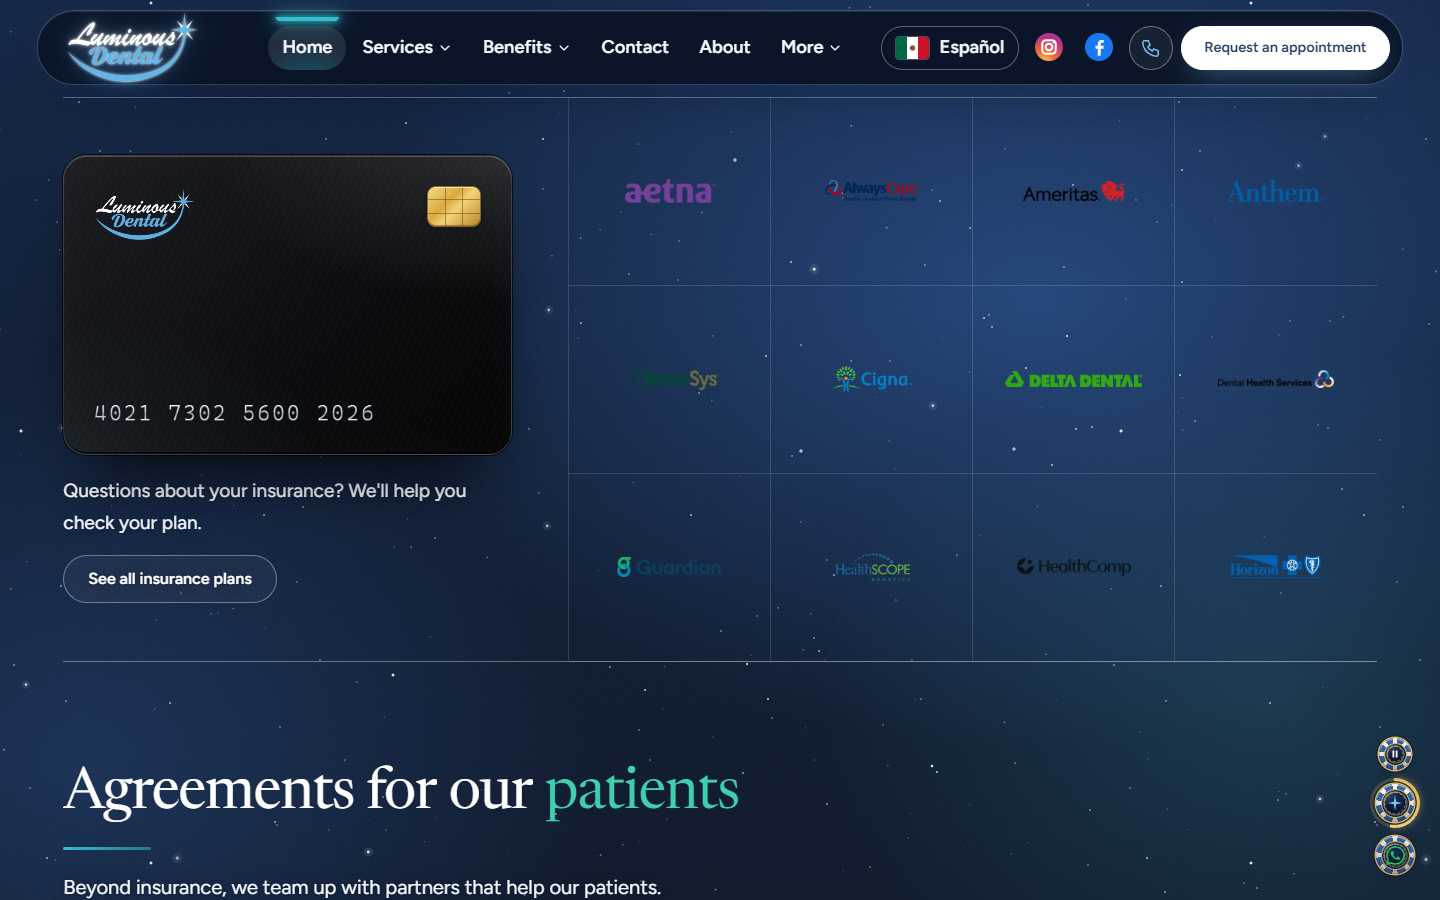 Luminous
Dental
Home
Services
Benefits
Contact
About
More
Español
Request an appointment
Luminous
Dental
4021 7302 5600 2026
Questions about your insurance? We'll help you
check your plan.
See all insurance plans
aetna
AlwaysCare
Ameritas
Anthem
BeneSys
Cigna
DELTA DENTAL
Dental Health Services
Guardian
HealthSCOPE
BENEFITS
HealthComp
Horizon
Agreements for our patients
Beyond insurance, we team up with partners that help our patients.